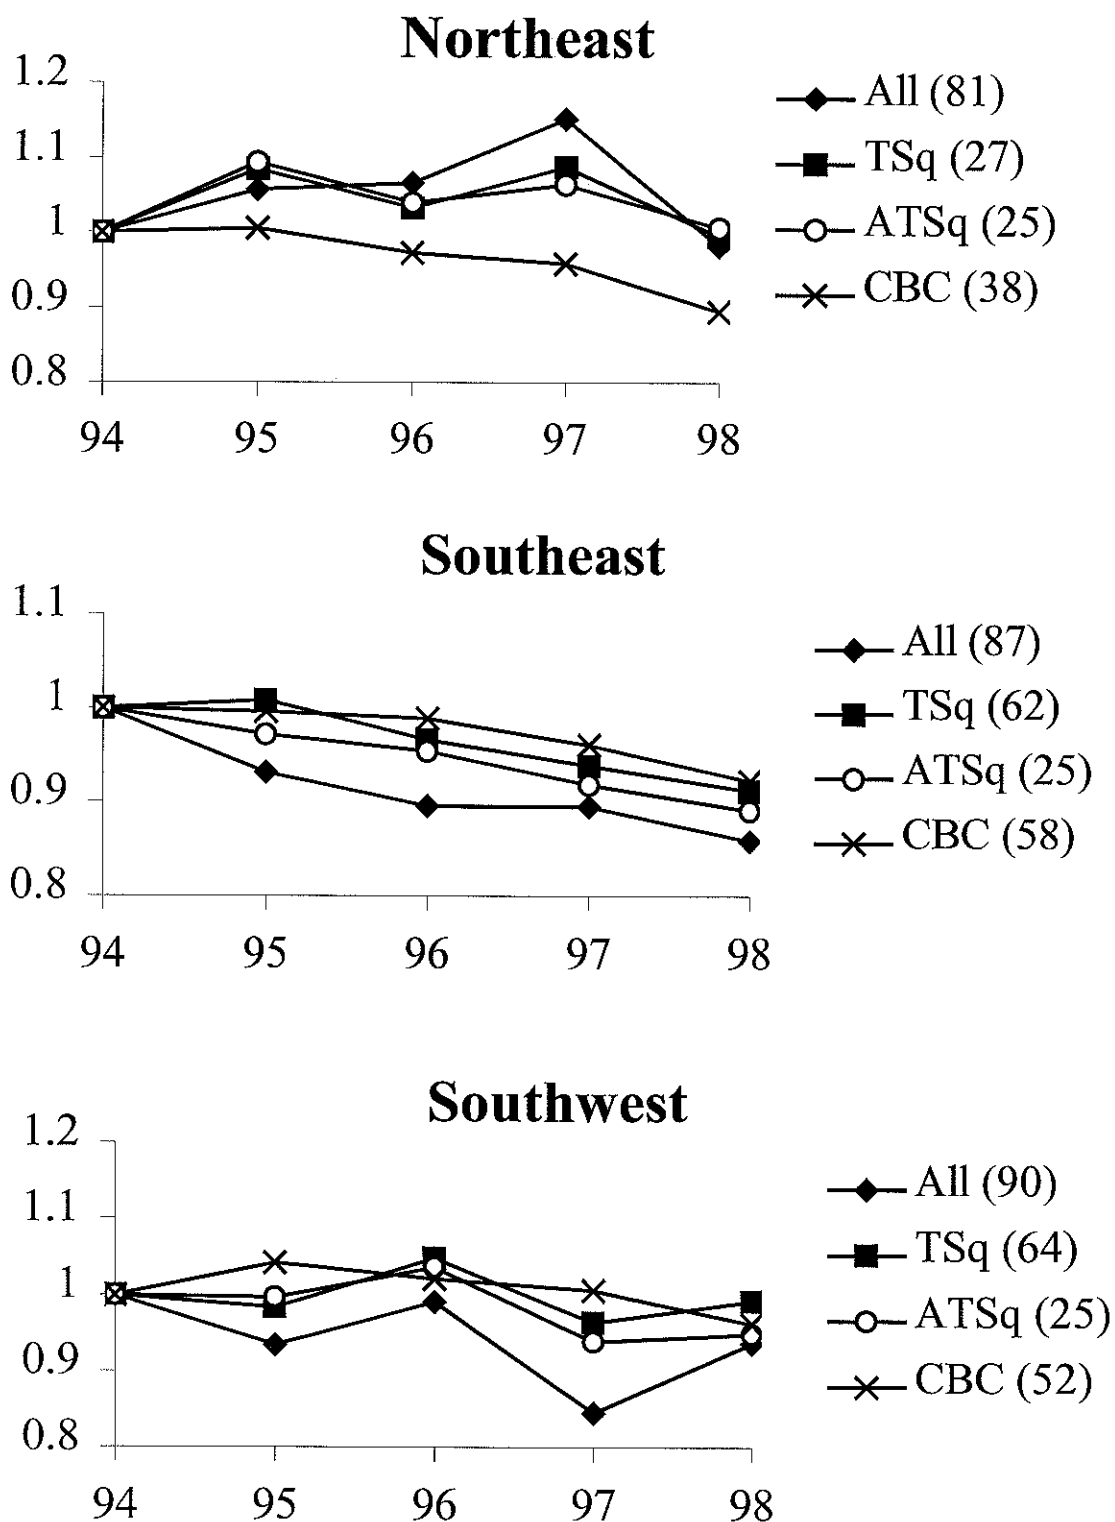 Northeast
1.2
1.1
1
0.9
0.8
94 95 96 97 98
All (81)
TSq (27)
ATSq (25)
CBC (38)
Southeast
1.1
1
0.9
0.8
94 95 96 97 98
All (87)
TSq (62)
ATSq (25)
CBC (58)
Southwest
1.2
1.1
1
0.9
0.8
94 95 96 97 98
All (90)
TSq (64)
ATSq (25)
CBC (52)